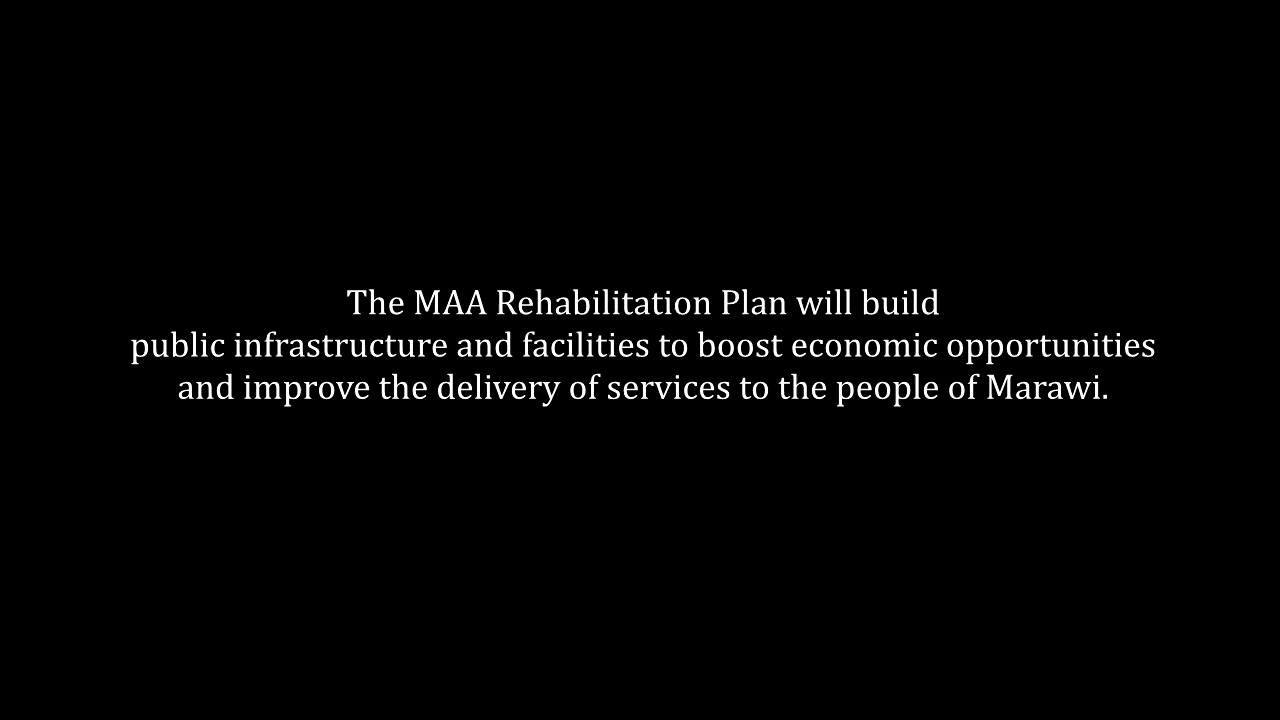 The MAA Rehabilitation Plan will build
public infrastructure and facilities to boost economic opportunities
and improve the delivery of services to the people of Marawi.